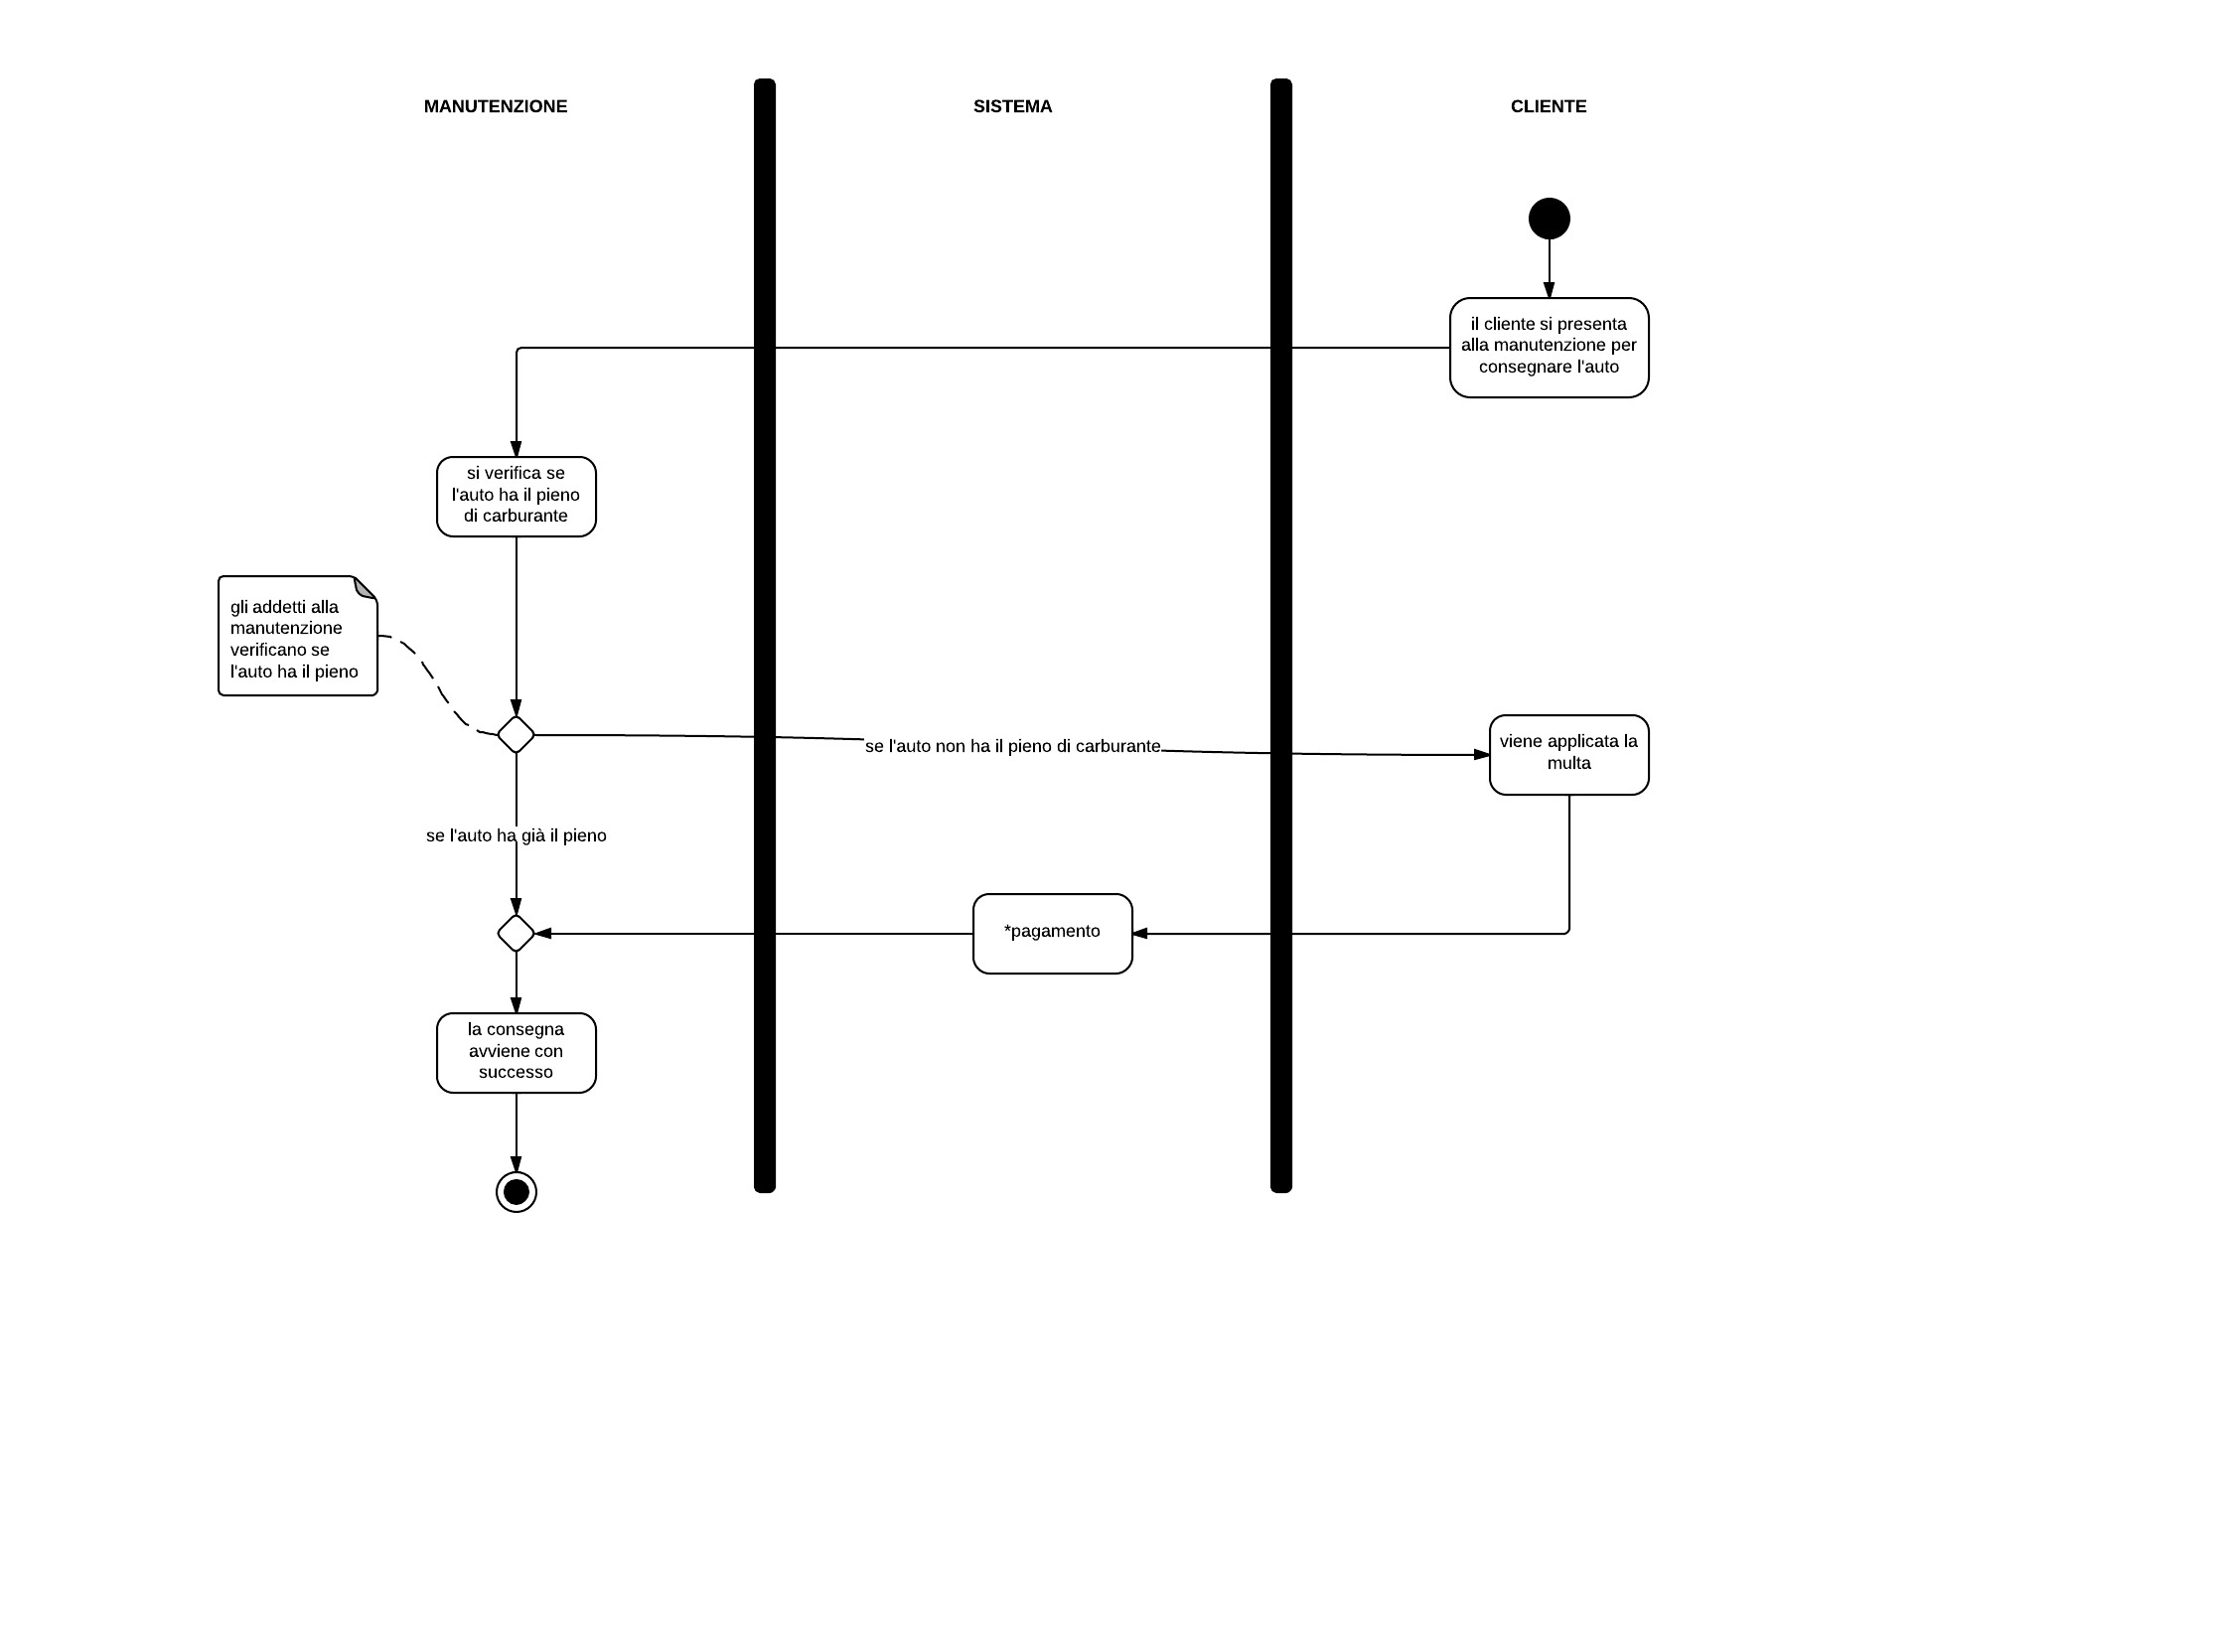 MANUTENZIONE
SISTEMA
CLIENTE
il cliente si presenta
alla manutenzione per
consegnare l'auto
si verifica se
l'auto ha il pieno
di carburante
gli addetti alla
manutenzione
verificano se
l'auto ha il pieno
se l'auto non ha il pieno di carburante
viene applicata la
multa
se l'auto ha già il pieno
*pagamento
la consegna
avviene con
successo